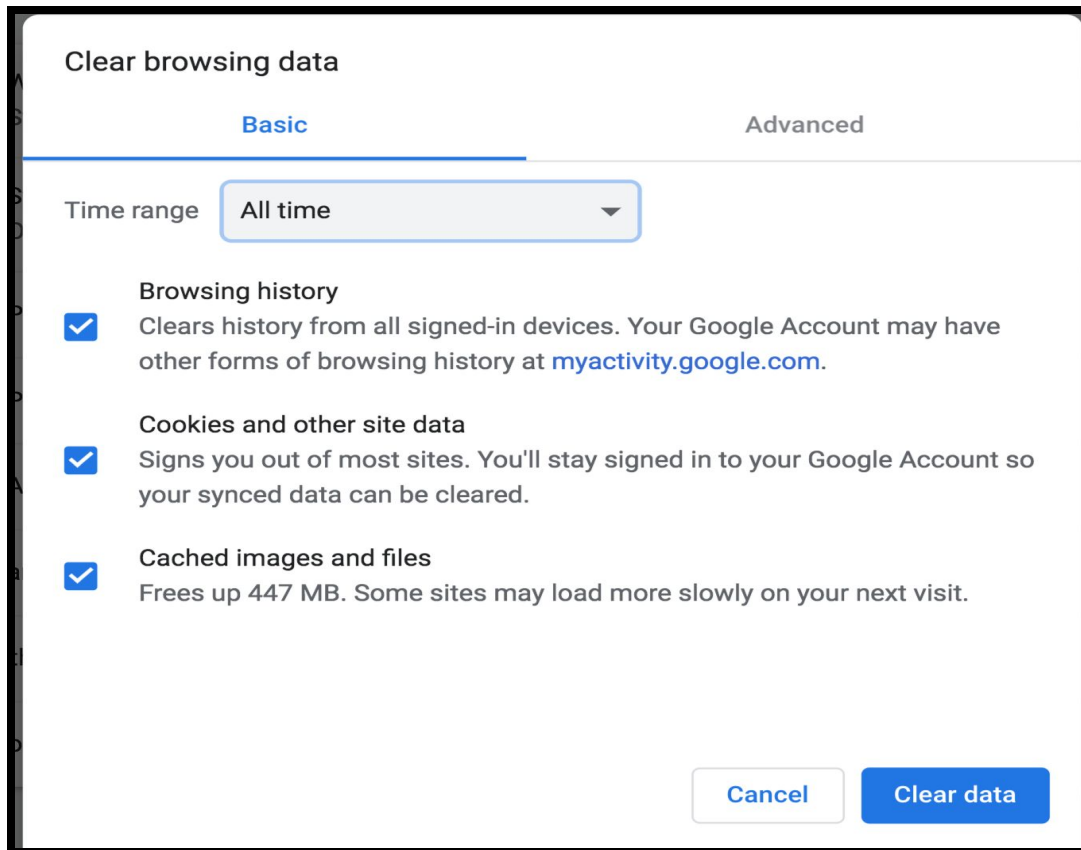 Clear browsing data
Basic
Advanced
Time range
All time
Browsing history
Clears history from all signed-in devices. Your Google Account may have
other forms of browsing history at myactivity.google.com.
Cookies and other site data
Signs you out of most sites. You'll stay signed in to your Google Account so
your synced data can be cleared.
Cached images and files
Frees up 447 MB. Some sites may load more slowly on your next visit.
Cancel
Clear data